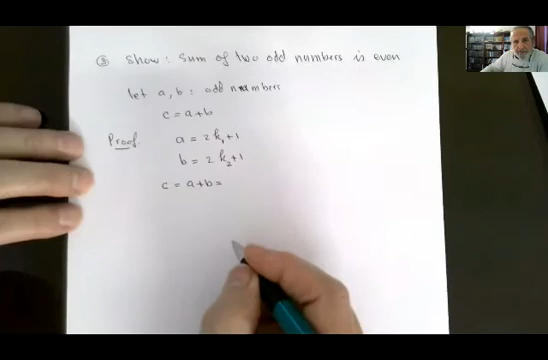 ③ Show: Sum of two odd numbers is even
let a, b: odd numbers
c = a+b
Proof. a = 2k₁+1
b = 2k₂+1
c = a+b =